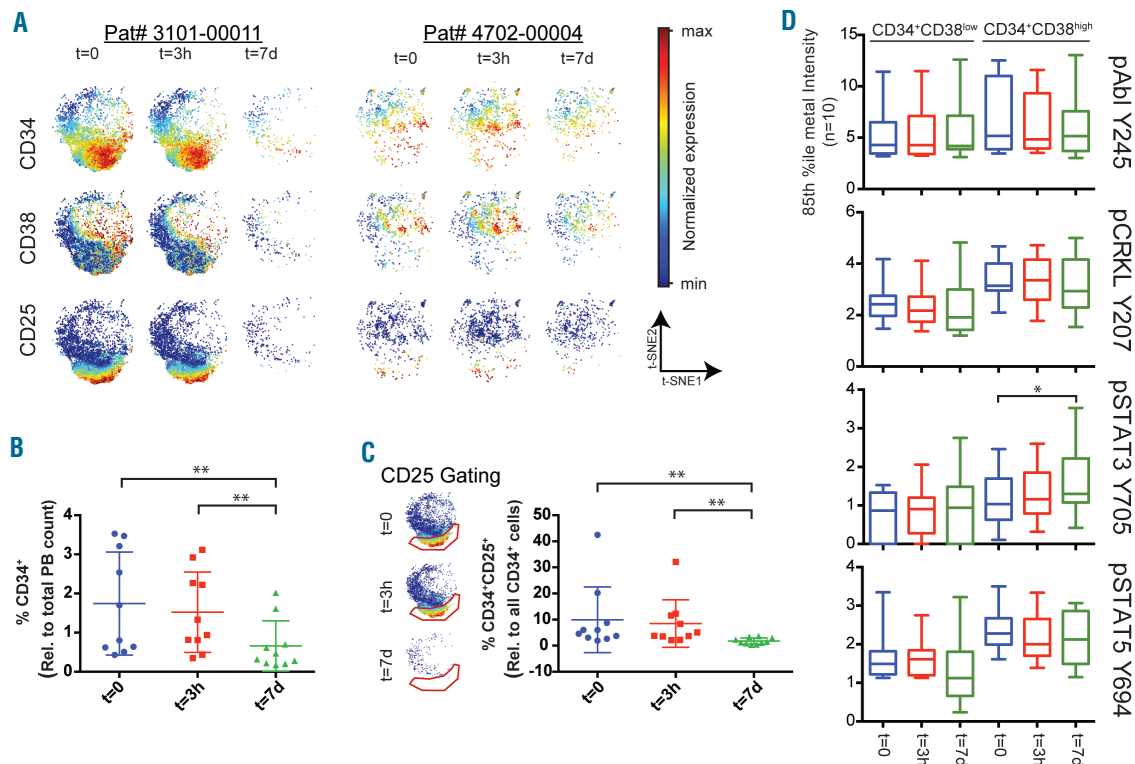 A
Pat# 3101-00011
Pat# 4702-00004
t=0 t=3h t=7d
t=0 t=3h t=7d
CD34
CD38
CD25
max
Normalized expression
min
t-SNE2
t-SNE1
B
% CD34+
(Rel. to total PB count)
4
3
2
1
0
**
**
t=0 t=3h t=7d
C
CD25 Gating
t=0
t=3h
t=7d
% CD34+CD25+
(Rel. to all CD34+ cells)
50
40
30
20
10
0
-10
**
**
t=0 t=3h t=7d
D
CD34+CD38low CD34+CD38high
85th %ile metal Intensity
(n=10)
15
10
5
0
pAbl Y245
6
4
2
0
pCRKL Y207
3
2
1
0
*
pSTAT3 Y705
4
3
2
1
0
pSTAT5 Y694
t=0 t=3h t=7d t=0 t=3h t=7d